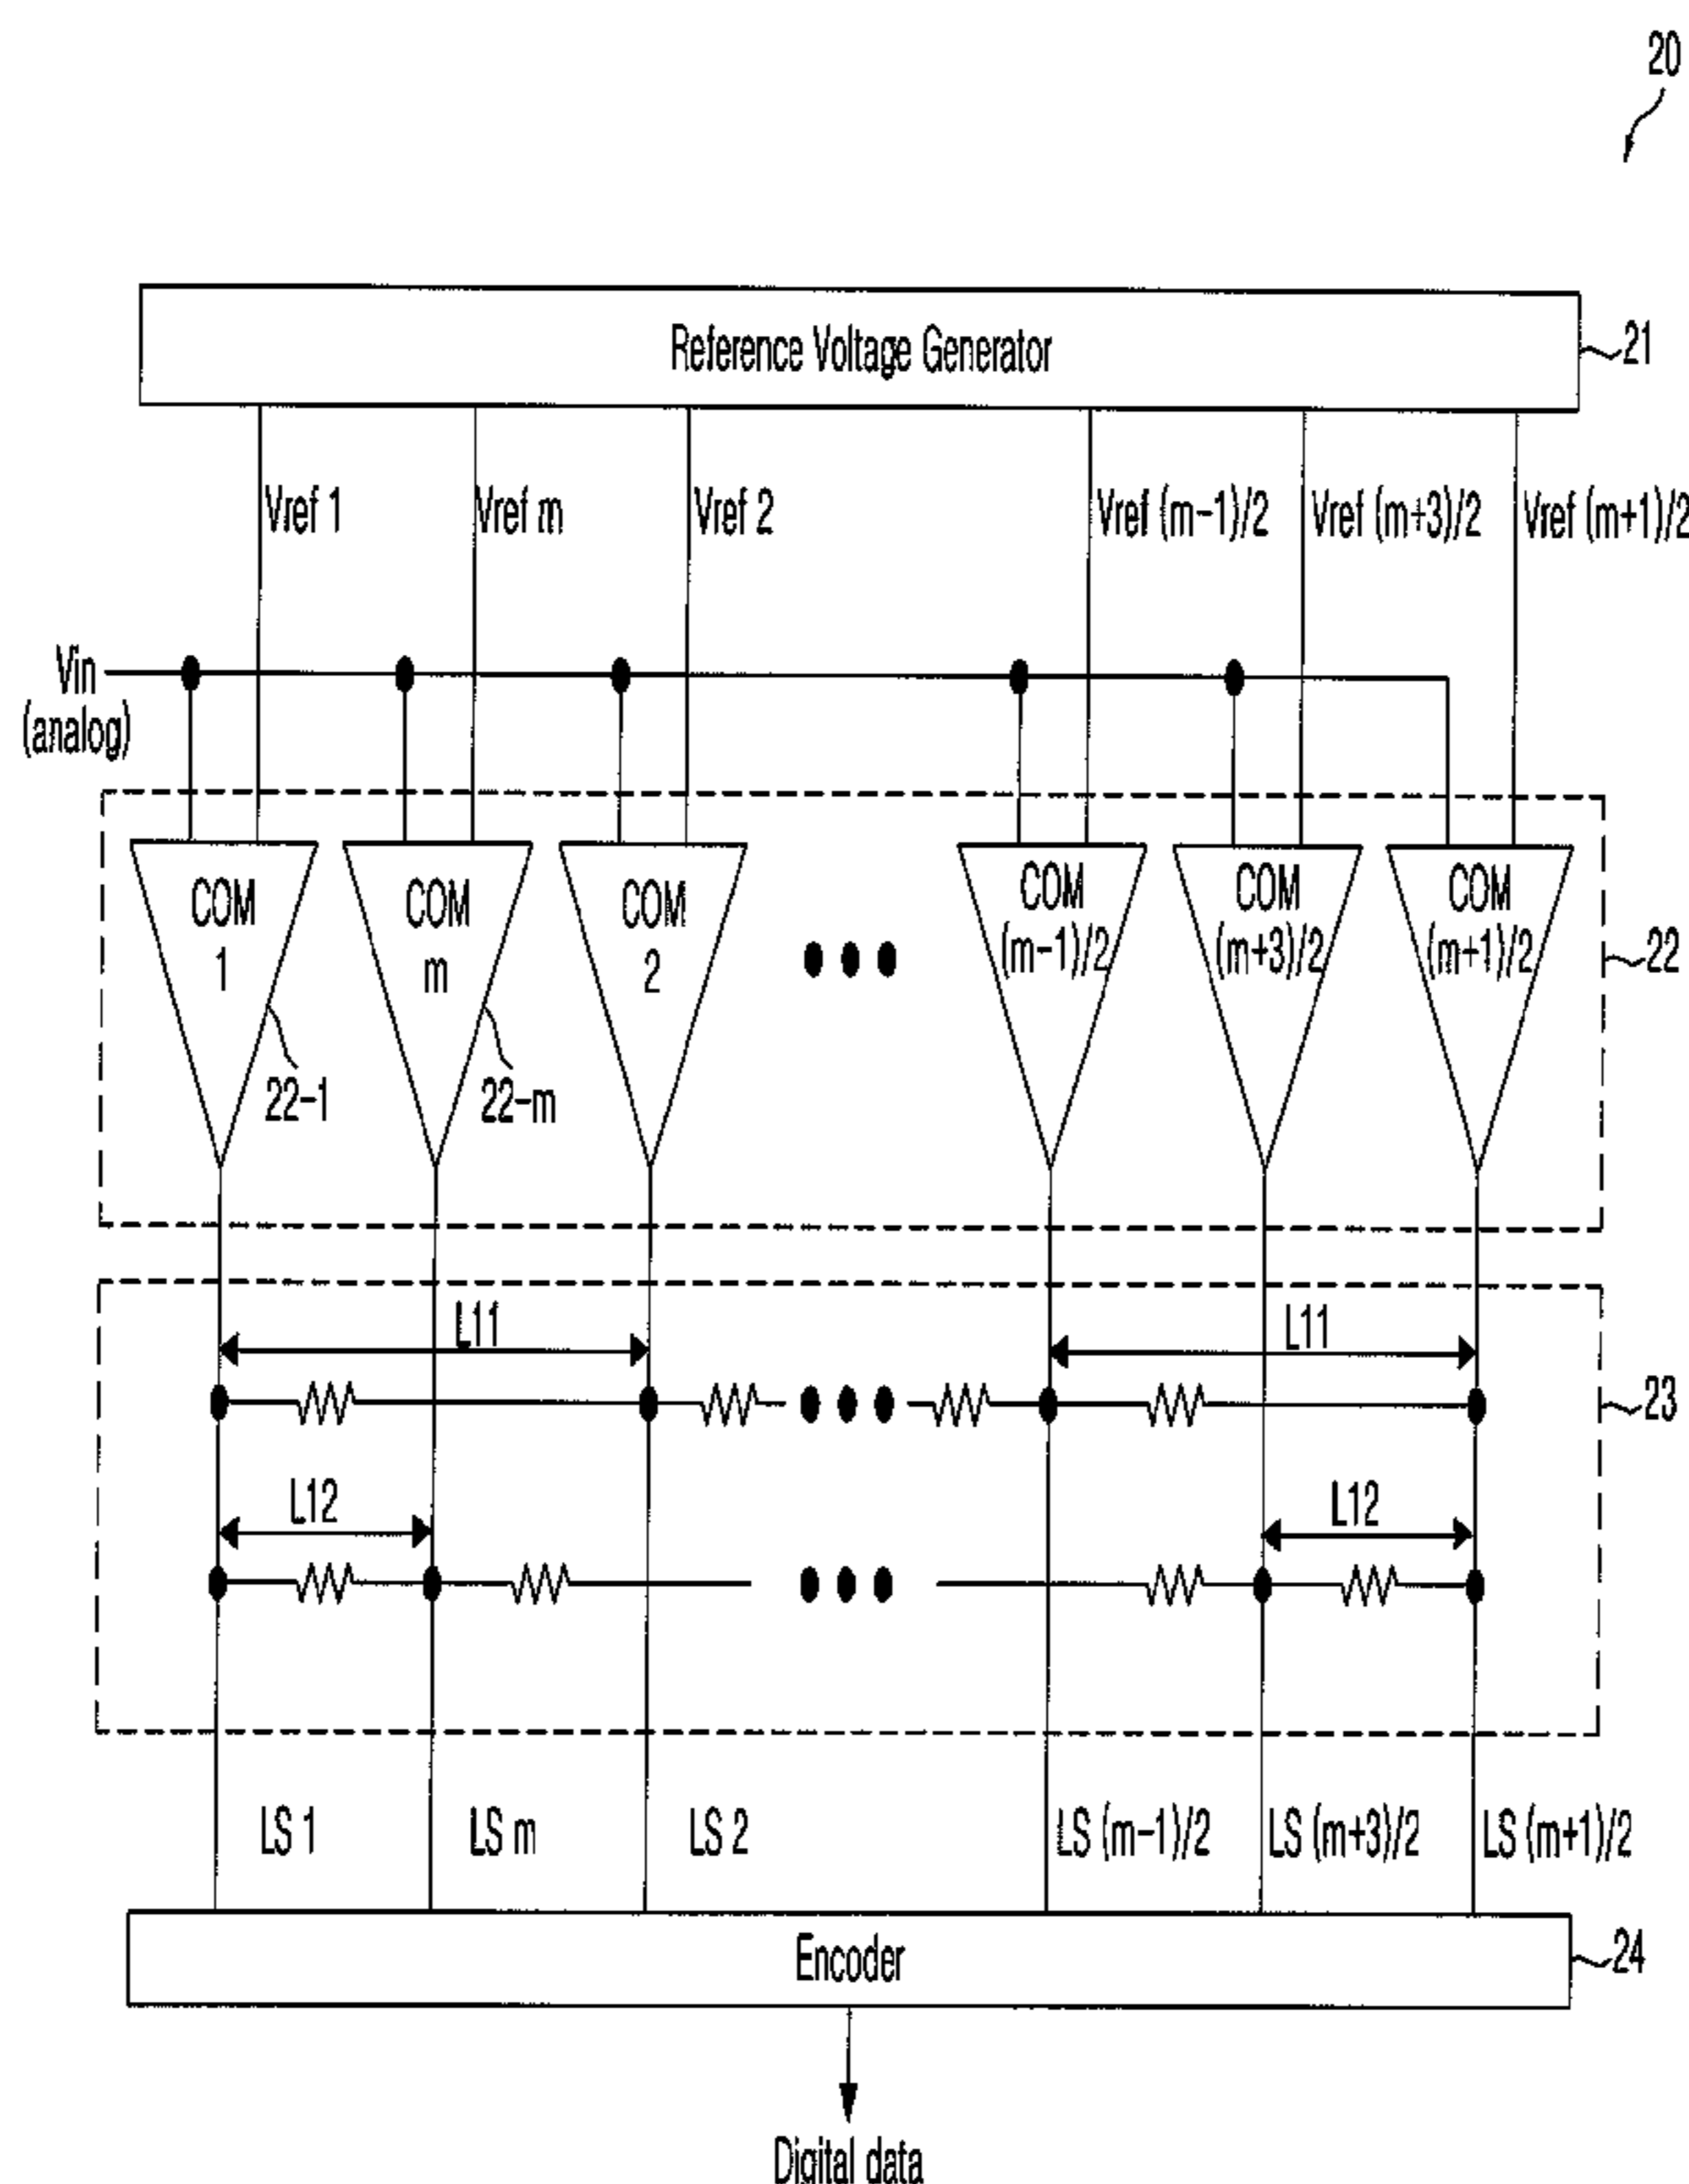 20
Reference Voltage Generator
21
Vref 1
Vref m
Vref 2
Vref (m-1)/2
Vref (m+3)/2
Vref (m+1)/2
Vin
(analog)
COM
1
COM
m
COM
2
COM
(m-1)/2
COM
(m+3)/2
COM
(m+1)/2
22
22-1
22-m
L11
L11
23
L12
L12
LS 1
LS m
LS 2
LS (m-1)/2
LS (m+3)/2
LS (m+1)/2
Encoder
24
Digital data